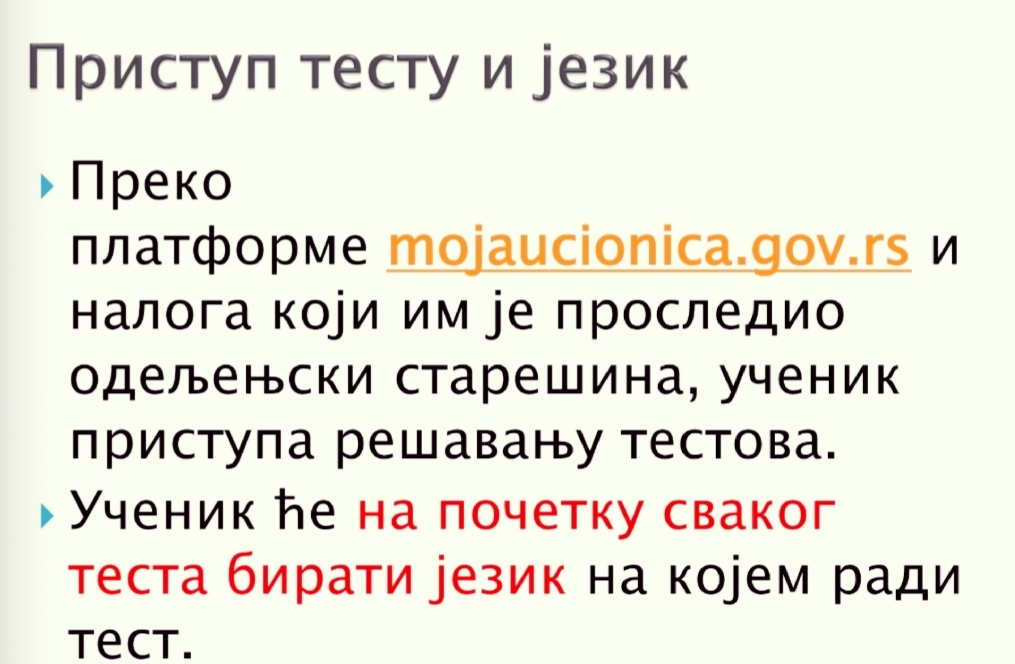 Приступ тесту и језик
Преко
платформе mojaucionica.gov.rs и
налога који им је проследио
одељењски старешина, ученик
приступа решавању тестова.
Ученик ће на почетку сваког
теста бирати језик на којем ради
тест.